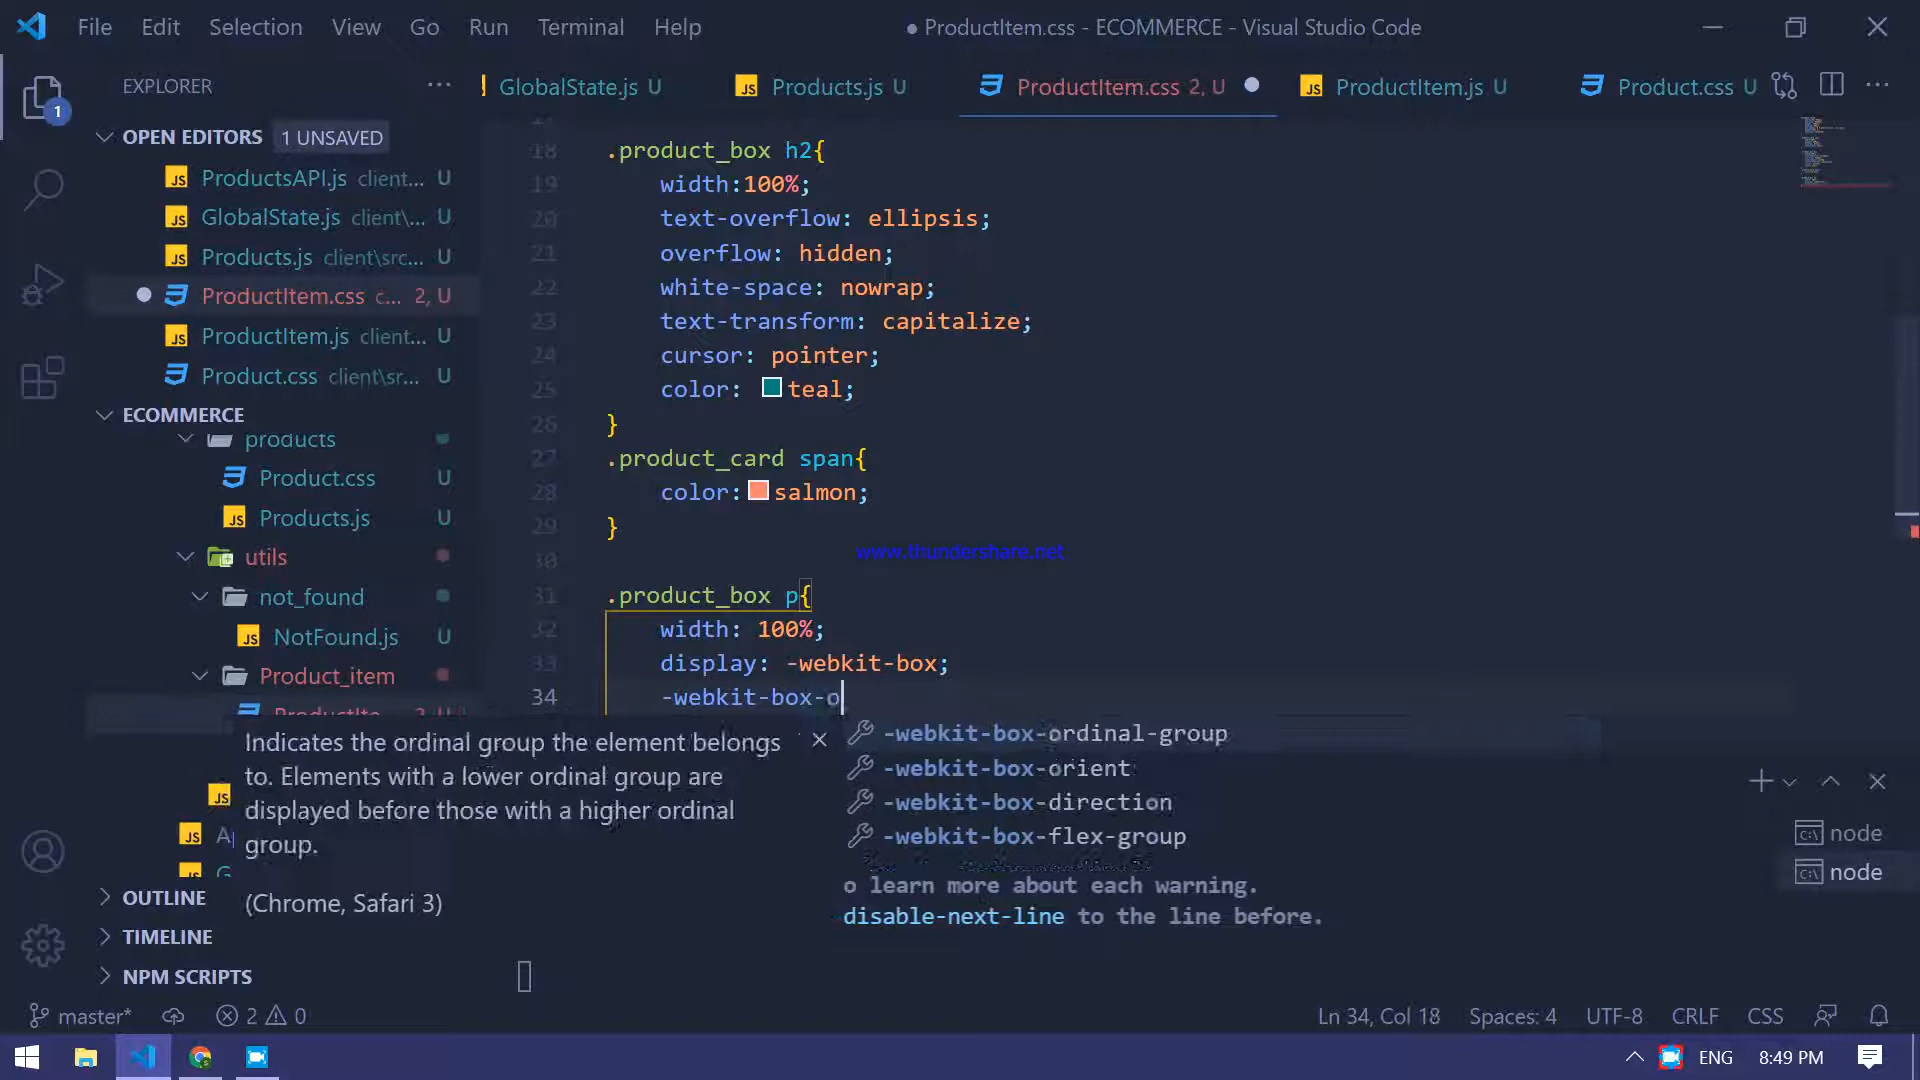 File Edit Selection View Go Run Terminal Help
● ProductItem.css - ECOMMERCE - Visual Studio Code
EXPLORER
GlobalState.js U
JS Products.js U
ProductItem.css 2, U
JS ProductItem.js U
Product.css U
1
OPEN EDITORS 1 UNSAVED
JS ProductsAPI.js client... U
JS GlobalState.js client\... U
JS Products.js client\src... U
ProductItem.css c... 2, U
JS ProductItem.js client... U
Product.css client\sr... U
ECOMMERCE
products
Product.css U
JS Products.js U
utils
not_found
JS NotFound.js U
Product_item
OUTLINE
TIMELINE
NPM SCRIPTS
18 .product_box h2{
19 width:100%;
20 text-overflow: ellipsis;
21 overflow: hidden;
22 white-space: nowrap;
23 text-transform: capitalize;
24 cursor: pointer;
25 color: teal;
26 }
27 .product_card span{
28 color: salmon;
29 }
30
www.thundershare.net
31 .product_box p{
32 width: 100%;
33 display: -webkit-box;
34 -webkit-box-o
Indicates the ordinal group the element belongs
to. Elements with a lower ordinal group are
displayed before those with a higher ordinal
group.
(Chrome, Safari 3)
-webkit-box-ordinal-group
-webkit-box-orient
-webkit-box-direction
-webkit-box-flex-group
o learn more about each warning.
disable-next-line to the line before.
node
node
master* 2 0
Ln 34, Col 18 Spaces: 4 UTF-8 CRLF CSS
ENG 8:49 PM